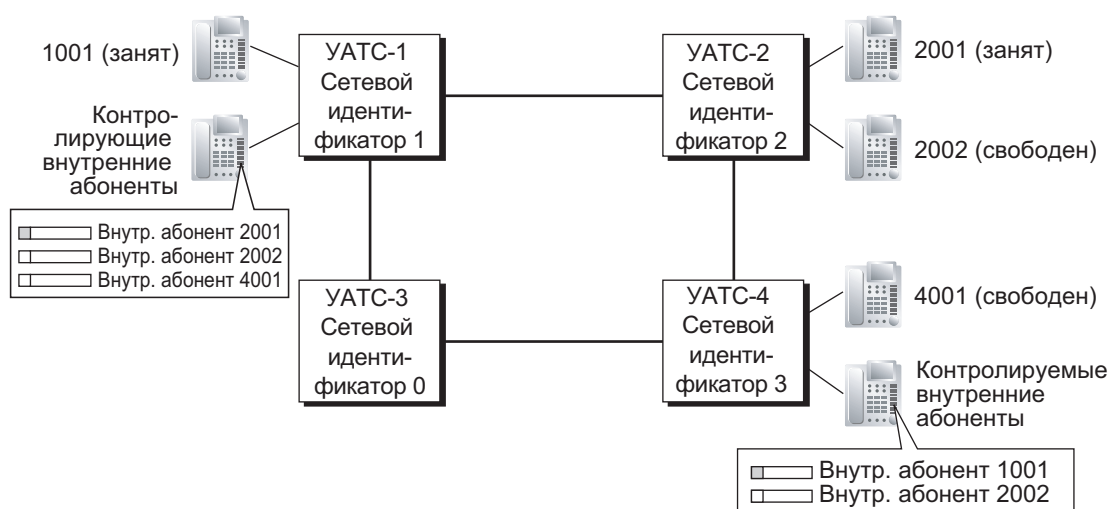 1001 (занят)
УАТС-1
Сетевой
иденти-
фикатор 1
УАТС-2
Сетевой
иденти-
фикатор 2
2001 (занят)
2002 (свободен)
Контро-
лирующие
внутренние
абоненты
Внутр. абонент 2001
Внутр. абонент 2002
Внутр. абонент 4001
УАТС-3
Сетевой
иденти-
фикатор 0
УАТС-4
Сетевой
иденти-
фикатор 3
4001 (свободен)
Контролируемые
внутренние
абоненты
Внутр. абонент 1001
Внутр. абонент 2002